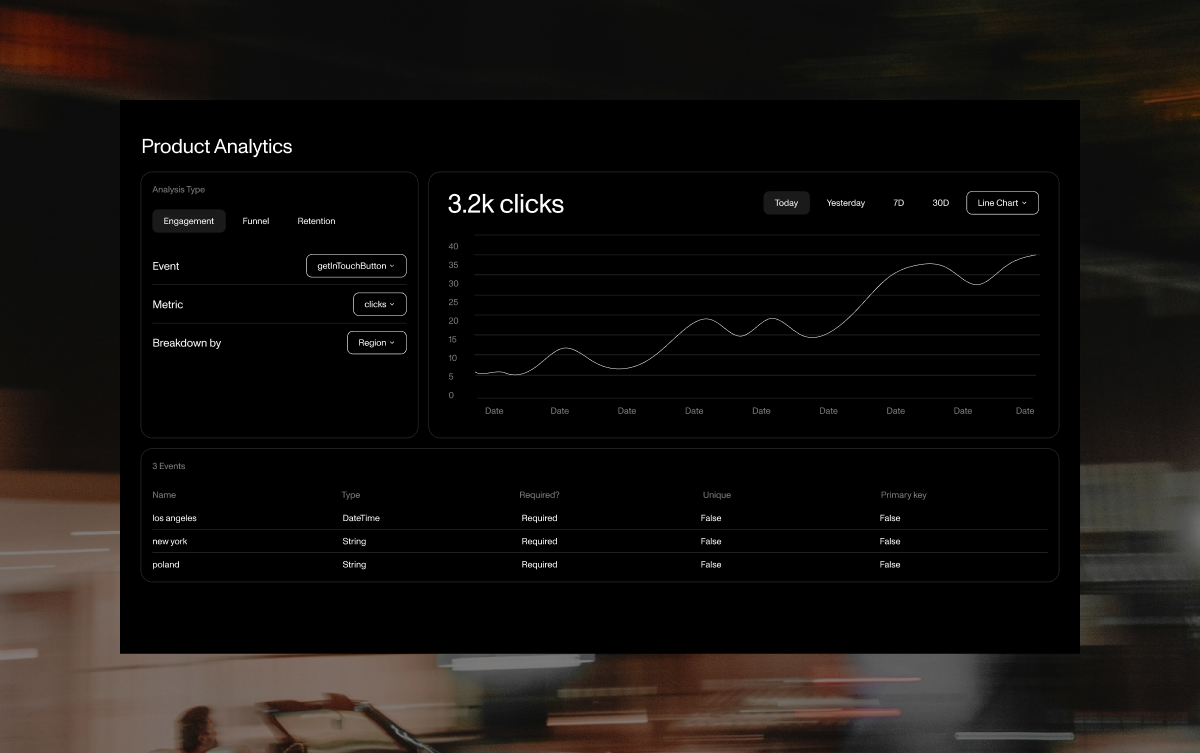 Product Analytics
Analysis Type
Engagement Funnel Retention
Event getInTouchButton
Metric clicks
Breakdown by Region
3.2k clicks Today Yesterday 7D 30D Line Chart
40
35
30
25
20
15
10
5
0
Date Date Date Date Date Date Date Date Date
3 Events
Name Type Required? Unique Primary key
los angeles DateTime Required False False
new york String Required False False
poland String Required False False